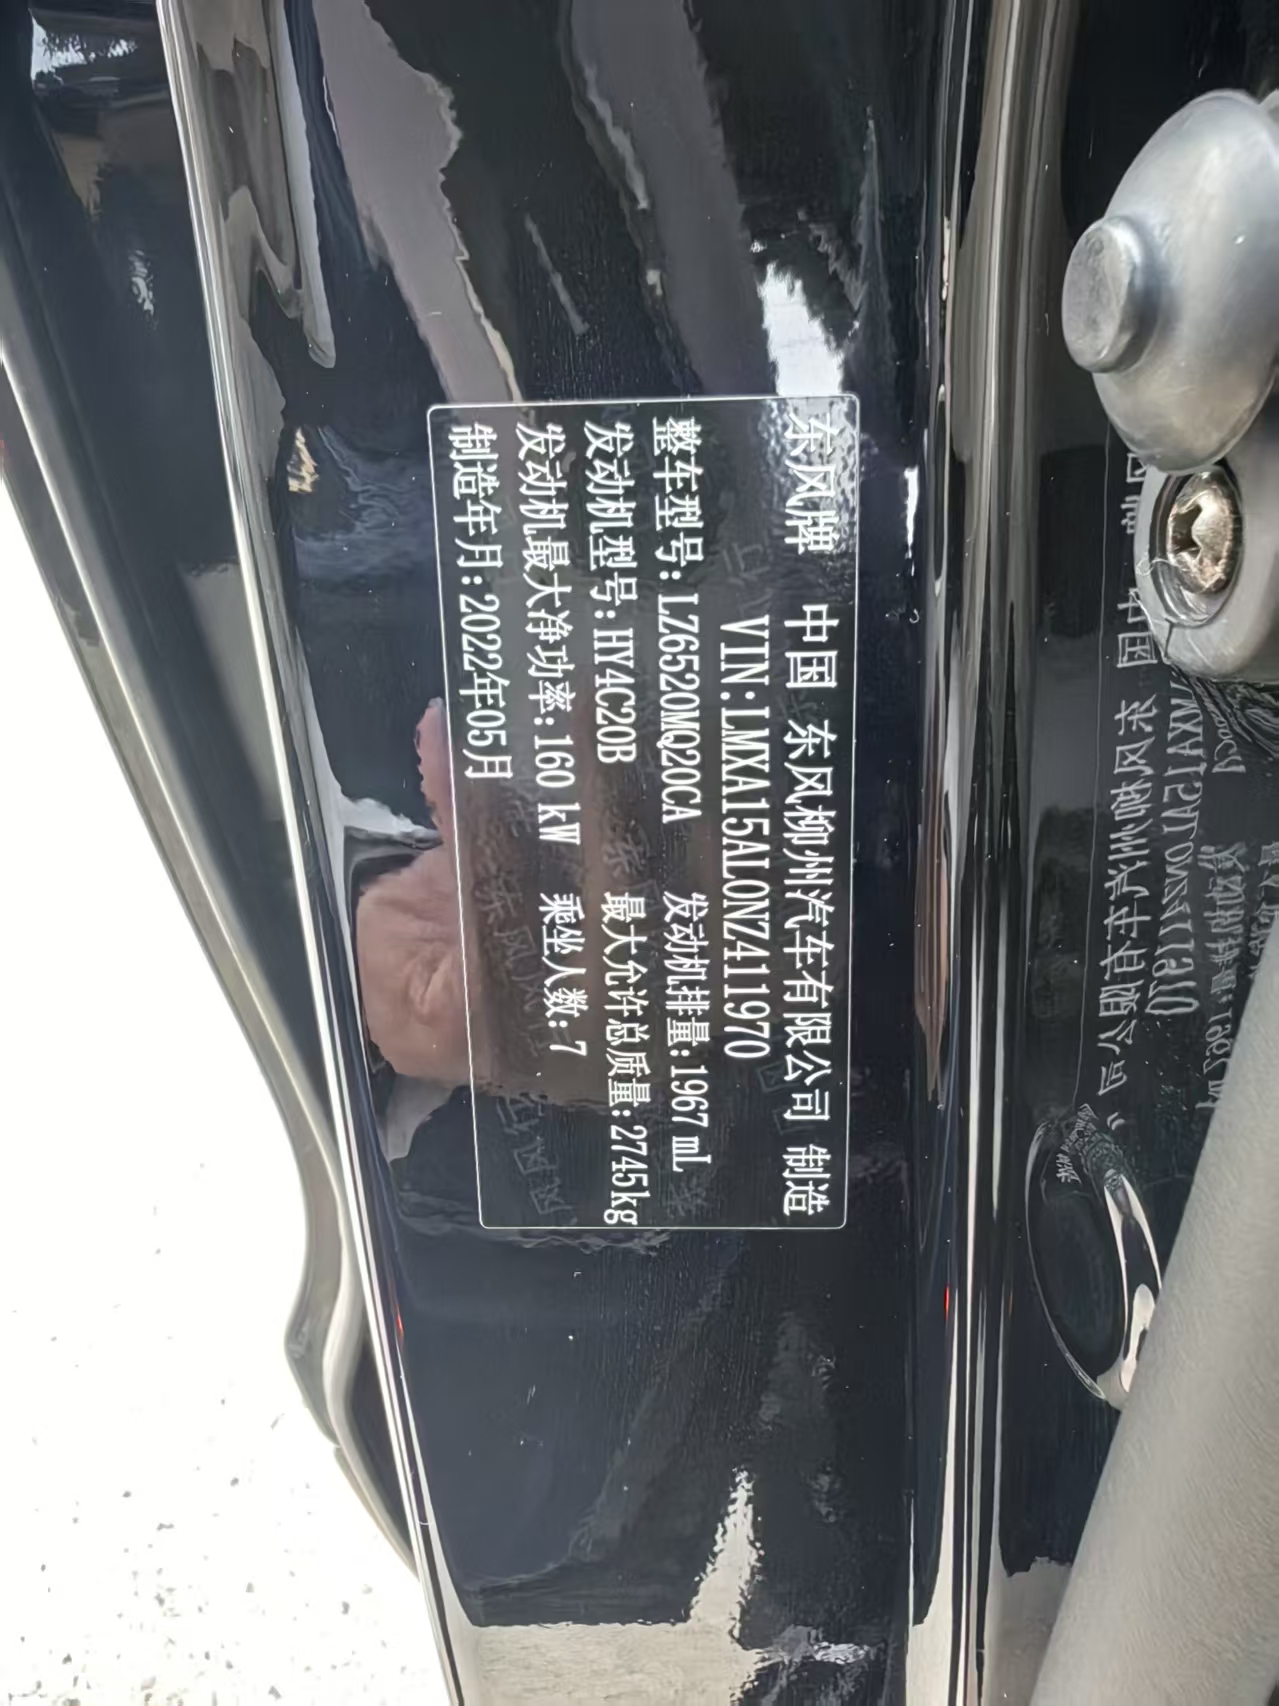 东风牌 中国 东风柳州汽车有限公司 制造
VIN:LMXA15AL0NZ411970
整车型号:LZ6520MQ20CA 发动机排量:1967 mL
发动机型号:HY4C20B 最大允许总质量:2745kg
发动机最大净功率:160 kW 乘坐人数:7
制造年月:2022年05月